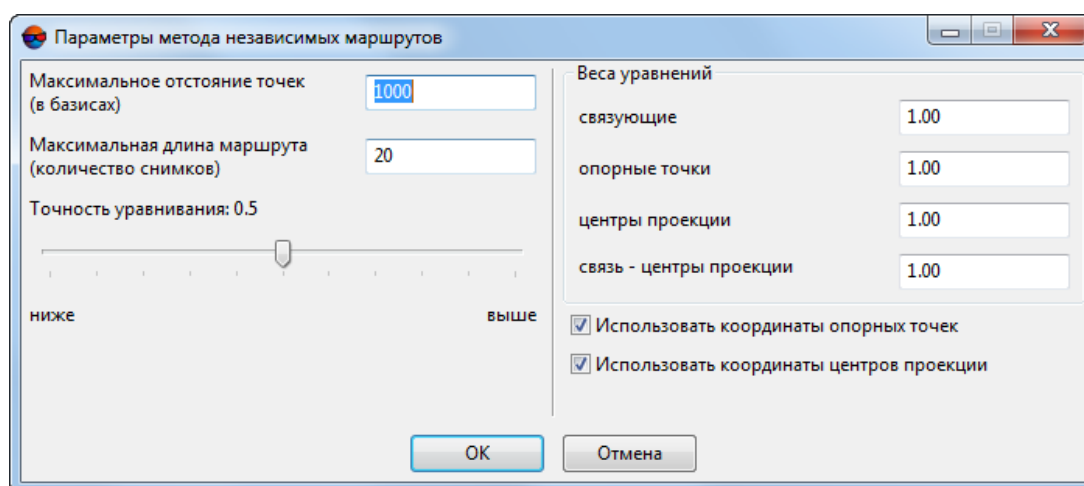 Параметры метода независимых маршрутов
Максимальное отстояние точек
(в базисах)
1000
Максимальная длина маршрута
(количество снимков)
20
Точность уравнивания: 0.5
ниже
выше
Веса уравнений
связующие
1.00
опорные точки
1.00
центры проекции
1.00
связь - центры проекции
1.00
Использовать координаты опорных точек
Использовать координаты центров проекции
OK
Отмена